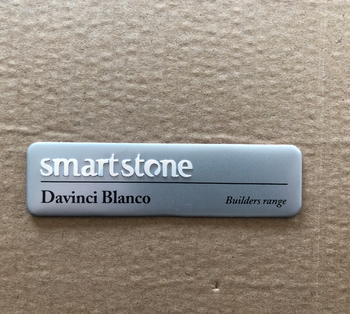 smartstone
Davinci Blanco
Builders range